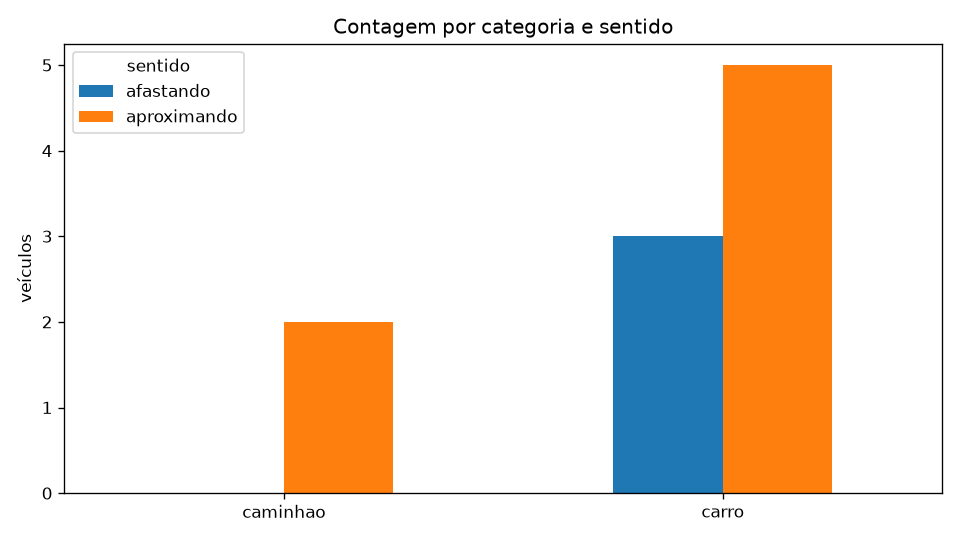 Contagem por categoria e sentido
sentido
afastando
aproximando
veículos
5
4
3
2
1
0
caminhao
carro